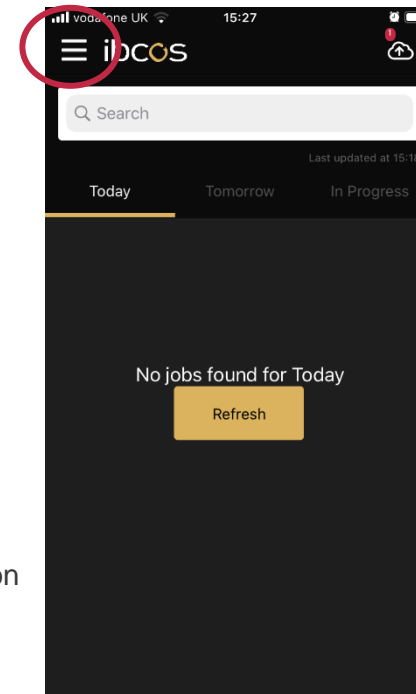 vodafone UK 15:27
ibcos
!
Search
Last updated at 15:18
Today Tomorrow In Progress
No jobs found for Today
Refresh
on